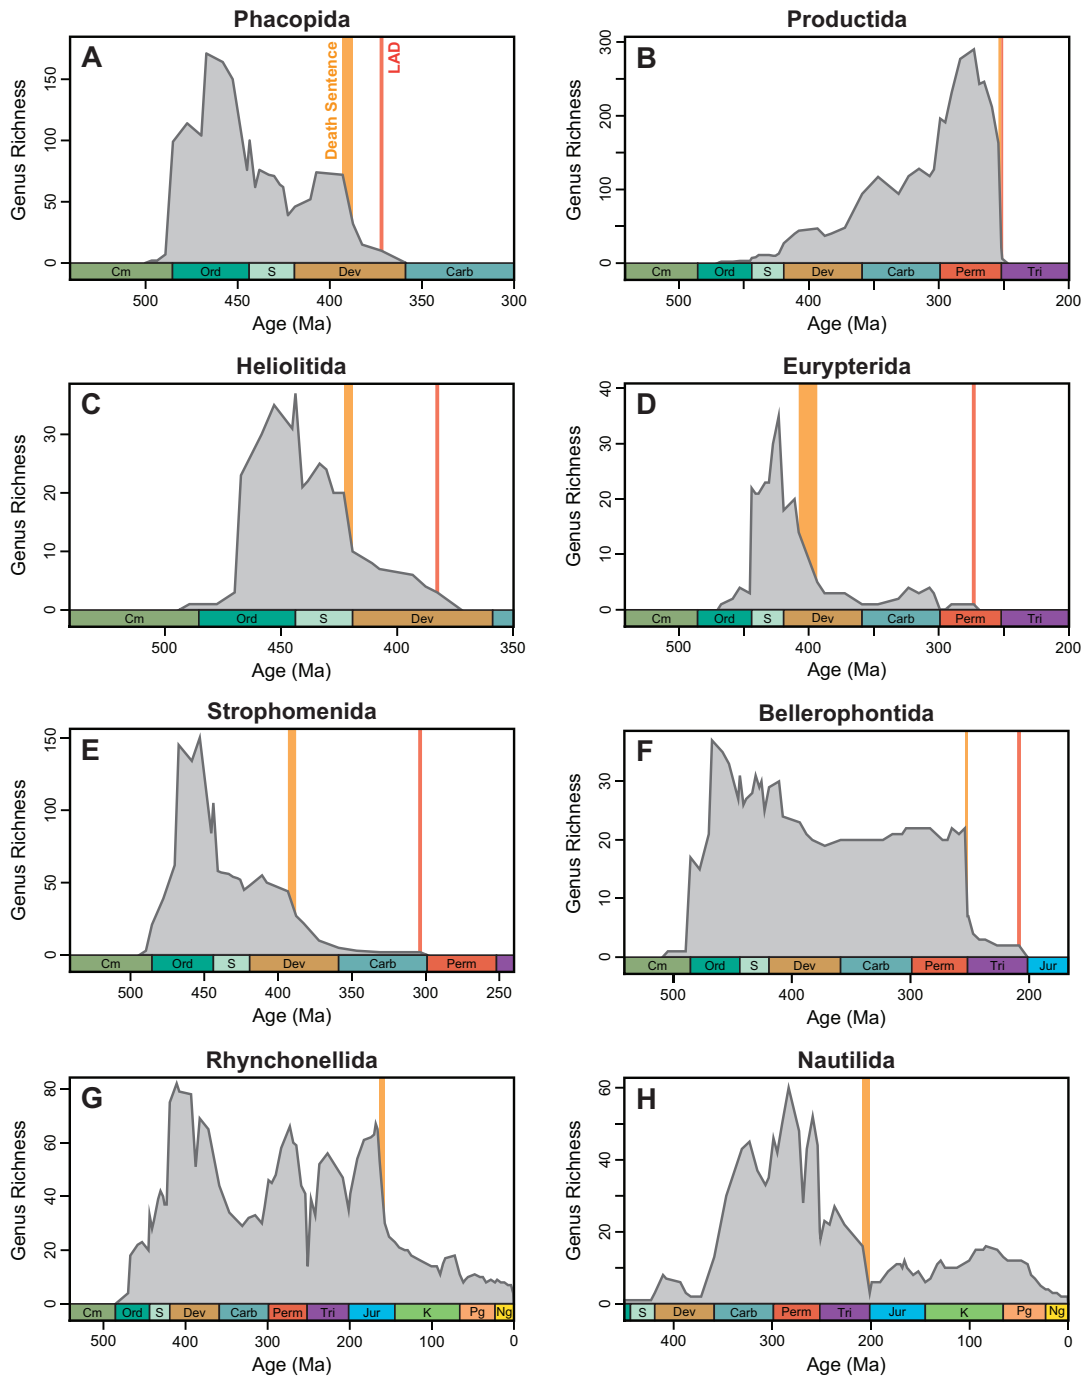 Phacopida
A
Death Sentence
LAD
Genus Richness
150
100
50
0
Cm Ord S Dev Carb
500 450 400 350 300
Age (Ma)
Productida
B
Genus Richness
300
200
100
0
Cm Ord S Dev Carb Perm Tri
500 400 300 200
Age (Ma)
Heliolitida
C
Genus Richness
30
20
10
0
Cm Ord S Dev
500 450 400 350
Age (Ma)
Eurypterida
D
Genus Richness
40
30
20
10
0
Cm Ord S Dev Carb Perm Tri
500 400 300 200
Age (Ma)
Strophomenida
E
Genus Richness
150
100
50
0
Cm Ord S Dev Carb Perm
500 450 400 350 300 250
Age (Ma)
Bellerophontida
F
Genus Richness
30
20
10
0
Cm Ord S Dev Carb Perm Tri Jur
500 400 300 200
Age (Ma)
Rhynchonellida
G
Genus Richness
80
60
40
20
0
Cm Ord S Dev Carb Perm Tri Jur K Pg Ng
500 400 300 200 100 0
Age (Ma)
Nautilida
H
Genus Richness
60
40
20
0
S Dev Carb Perm Tri Jur K Pg Ng
400 300 200 100 0
Age (Ma)